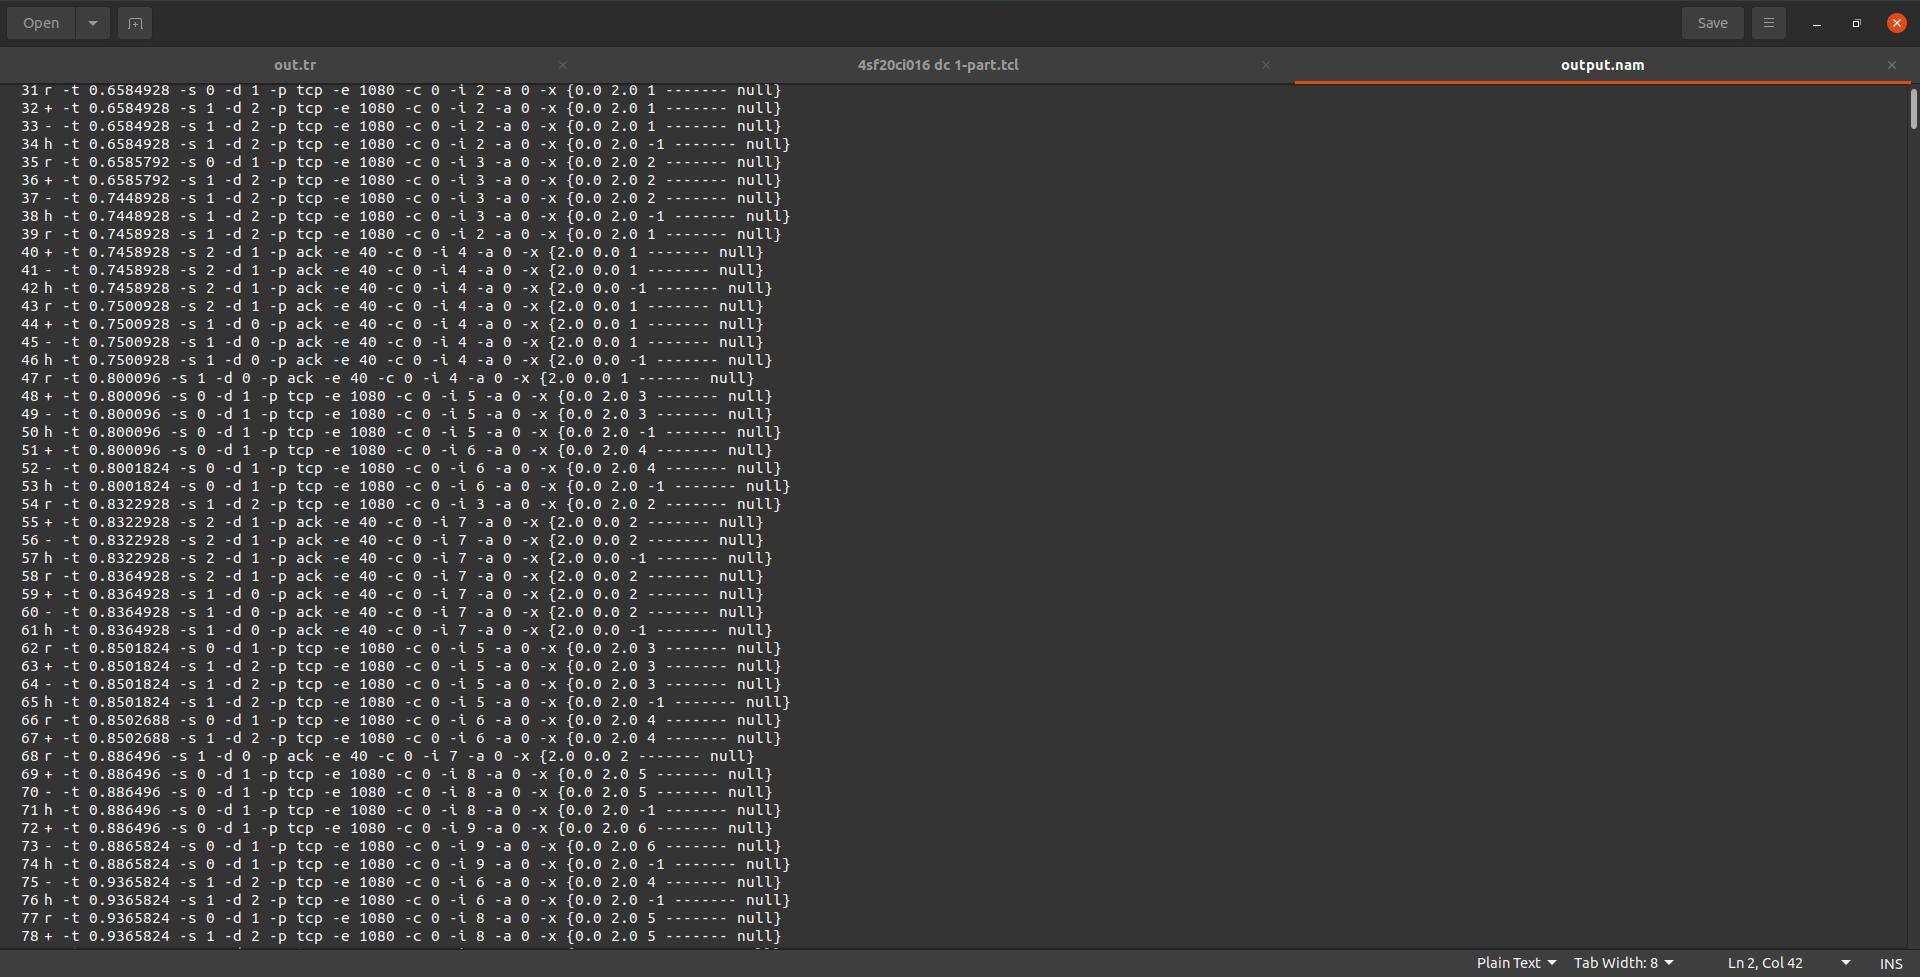 Open
Save
out.tr
4sf20ci016 dc 1-part.tcl
output.nam
31 r -t 0.6584928 -s 0 -d 1 -p tcp -e 1080 -c 0 -i 2 -a 0 -x {0.0 2.0 1 ------- null}
32 + -t 0.6584928 -s 1 -d 2 -p tcp -e 1080 -c 0 -i 2 -a 0 -x {0.0 2.0 1 ------- null}
33 - -t 0.6584928 -s 1 -d 2 -p tcp -e 1080 -c 0 -i 2 -a 0 -x {0.0 2.0 1 ------- null}
34 h -t 0.6584928 -s 1 -d 2 -p tcp -e 1080 -c 0 -i 2 -a 0 -x {0.0 2.0 -1 ------- null}
35 r -t 0.6585792 -s 0 -d 1 -p tcp -e 1080 -c 0 -i 3 -a 0 -x {0.0 2.0 2 ------- null}
36 + -t 0.6585792 -s 1 -d 2 -p tcp -e 1080 -c 0 -i 3 -a 0 -x {0.0 2.0 2 ------- null}
37 - -t 0.7448928 -s 1 -d 2 -p tcp -e 1080 -c 0 -i 3 -a 0 -x {0.0 2.0 2 ------- null}
38 h -t 0.7448928 -s 1 -d 2 -p tcp -e 1080 -c 0 -i 3 -a 0 -x {0.0 2.0 -1 ------- null}
39 r -t 0.7458928 -s 1 -d 2 -p tcp -e 1080 -c 0 -i 2 -a 0 -x {0.0 2.0 1 ------- null}
40 + -t 0.7458928 -s 2 -d 1 -p ack -e 40 -c 0 -i 4 -a 0 -x {2.0 0.0 1 ------- null}
41 - -t 0.7458928 -s 2 -d 1 -p ack -e 40 -c 0 -i 4 -a 0 -x {2.0 0.0 1 ------- null}
42 h -t 0.7458928 -s 2 -d 1 -p ack -e 40 -c 0 -i 4 -a 0 -x {2.0 0.0 -1 ------- null}
43 r -t 0.7500928 -s 2 -d 1 -p ack -e 40 -c 0 -i 4 -a 0 -x {2.0 0.0 1 ------- null}
44 + -t 0.7500928 -s 1 -d 0 -p ack -e 40 -c 0 -i 4 -a 0 -x {2.0 0.0 1 ------- null}
45 - -t 0.7500928 -s 1 -d 0 -p ack -e 40 -c 0 -i 4 -a 0 -x {2.0 0.0 1 ------- null}
46 h -t 0.7500928 -s 1 -d 0 -p ack -e 40 -c 0 -i 4 -a 0 -x {2.0 0.0 -1 ------- null}
47 r -t 0.800096 -s 1 -d 0 -p ack -e 40 -c 0 -i 4 -a 0 -x {2.0 0.0 1 ------- null}
48 + -t 0.800096 -s 0 -d 1 -p tcp -e 1080 -c 0 -i 5 -a 0 -x {0.0 2.0 3 ------- null}
49 - -t 0.800096 -s 0 -d 1 -p tcp -e 1080 -c 0 -i 5 -a 0 -x {0.0 2.0 3 ------- null}
50 h -t 0.800096 -s 0 -d 1 -p tcp -e 1080 -c 0 -i 5 -a 0 -x {0.0 2.0 -1 ------- null}
51 + -t 0.800096 -s 0 -d 1 -p tcp -e 1080 -c 0 -i 6 -a 0 -x {0.0 2.0 4 ------- null}
52 - -t 0.8001824 -s 0 -d 1 -p tcp -e 1080 -c 0 -i 6 -a 0 -x {0.0 2.0 4 ------- null}
53 h -t 0.8001824 -s 0 -d 1 -p tcp -e 1080 -c 0 -i 6 -a 0 -x {0.0 2.0 -1 ------- null}
54 r -t 0.8322928 -s 1 -d 2 -p tcp -e 1080 -c 0 -i 3 -a 0 -x {0.0 2.0 2 ------- null}
55 + -t 0.8322928 -s 2 -d 1 -p ack -e 40 -c 0 -i 7 -a 0 -x {2.0 0.0 2 ------- null}
56 - -t 0.8322928 -s 2 -d 1 -p ack -e 40 -c 0 -i 7 -a 0 -x {2.0 0.0 2 ------- null}
57 h -t 0.8322928 -s 2 -d 1 -p ack -e 40 -c 0 -i 7 -a 0 -x {2.0 0.0 -1 ------- null}
58 r -t 0.8364928 -s 2 -d 1 -p ack -e 40 -c 0 -i 7 -a 0 -x {2.0 0.0 2 ------- null}
59 + -t 0.8364928 -s 1 -d 0 -p ack -e 40 -c 0 -i 7 -a 0 -x {2.0 0.0 2 ------- null}
60 - -t 0.8364928 -s 1 -d 0 -p ack -e 40 -c 0 -i 7 -a 0 -x {2.0 0.0 2 ------- null}
61 h -t 0.8364928 -s 1 -d 0 -p ack -e 40 -c 0 -i 7 -a 0 -x {2.0 0.0 -1 ------- null}
62 r -t 0.8501824 -s 0 -d 1 -p tcp -e 1080 -c 0 -i 5 -a 0 -x {0.0 2.0 3 ------- null}
63 + -t 0.8501824 -s 1 -d 2 -p tcp -e 1080 -c 0 -i 5 -a 0 -x {0.0 2.0 3 ------- null}
64 - -t 0.8501824 -s 1 -d 2 -p tcp -e 1080 -c 0 -i 5 -a 0 -x {0.0 2.0 3 ------- null}
65 h -t 0.8501824 -s 1 -d 2 -p tcp -e 1080 -c 0 -i 5 -a 0 -x {0.0 2.0 -1 ------- null}
66 r -t 0.8502688 -s 0 -d 1 -p tcp -e 1080 -c 0 -i 6 -a 0 -x {0.0 2.0 4 ------- null}
67 + -t 0.8502688 -s 1 -d 2 -p tcp -e 1080 -c 0 -i 6 -a 0 -x {0.0 2.0 4 ------- null}
68 r -t 0.886496 -s 1 -d 0 -p ack -e 40 -c 0 -i 7 -a 0 -x {2.0 0.0 2 ------- null}
69 + -t 0.886496 -s 0 -d 1 -p tcp -e 1080 -c 0 -i 8 -a 0 -x {0.0 2.0 5 ------- null}
70 - -t 0.886496 -s 0 -d 1 -p tcp -e 1080 -c 0 -i 8 -a 0 -x {0.0 2.0 5 ------- null}
71 h -t 0.886496 -s 0 -d 1 -p tcp -e 1080 -c 0 -i 8 -a 0 -x {0.0 2.0 -1 ------- null}
72 + -t 0.886496 -s 0 -d 1 -p tcp -e 1080 -c 0 -i 9 -a 0 -x {0.0 2.0 6 ------- null}
73 - -t 0.8865824 -s 0 -d 1 -p tcp -e 1080 -c 0 -i 9 -a 0 -x {0.0 2.0 6 ------- null}
74 h -t 0.8865824 -s 0 -d 1 -p tcp -e 1080 -c 0 -i 9 -a 0 -x {0.0 2.0 -1 ------- null}
75 - -t 0.9365824 -s 1 -d 2 -p tcp -e 1080 -c 0 -i 6 -a 0 -x {0.0 2.0 4 ------- null}
76 h -t 0.9365824 -s 1 -d 2 -p tcp -e 1080 -c 0 -i 6 -a 0 -x {0.0 2.0 -1 ------- null}
77 r -t 0.9365824 -s 0 -d 1 -p tcp -e 1080 -c 0 -i 8 -a 0 -x {0.0 2.0 5 ------- null}
78 + -t 0.9365824 -s 1 -d 2 -p tcp -e 1080 -c 0 -i 8 -a 0 -x {0.0 2.0 5 ------- null}
Plain Text
Tab Width: 8
Ln 2, Col 42
INS